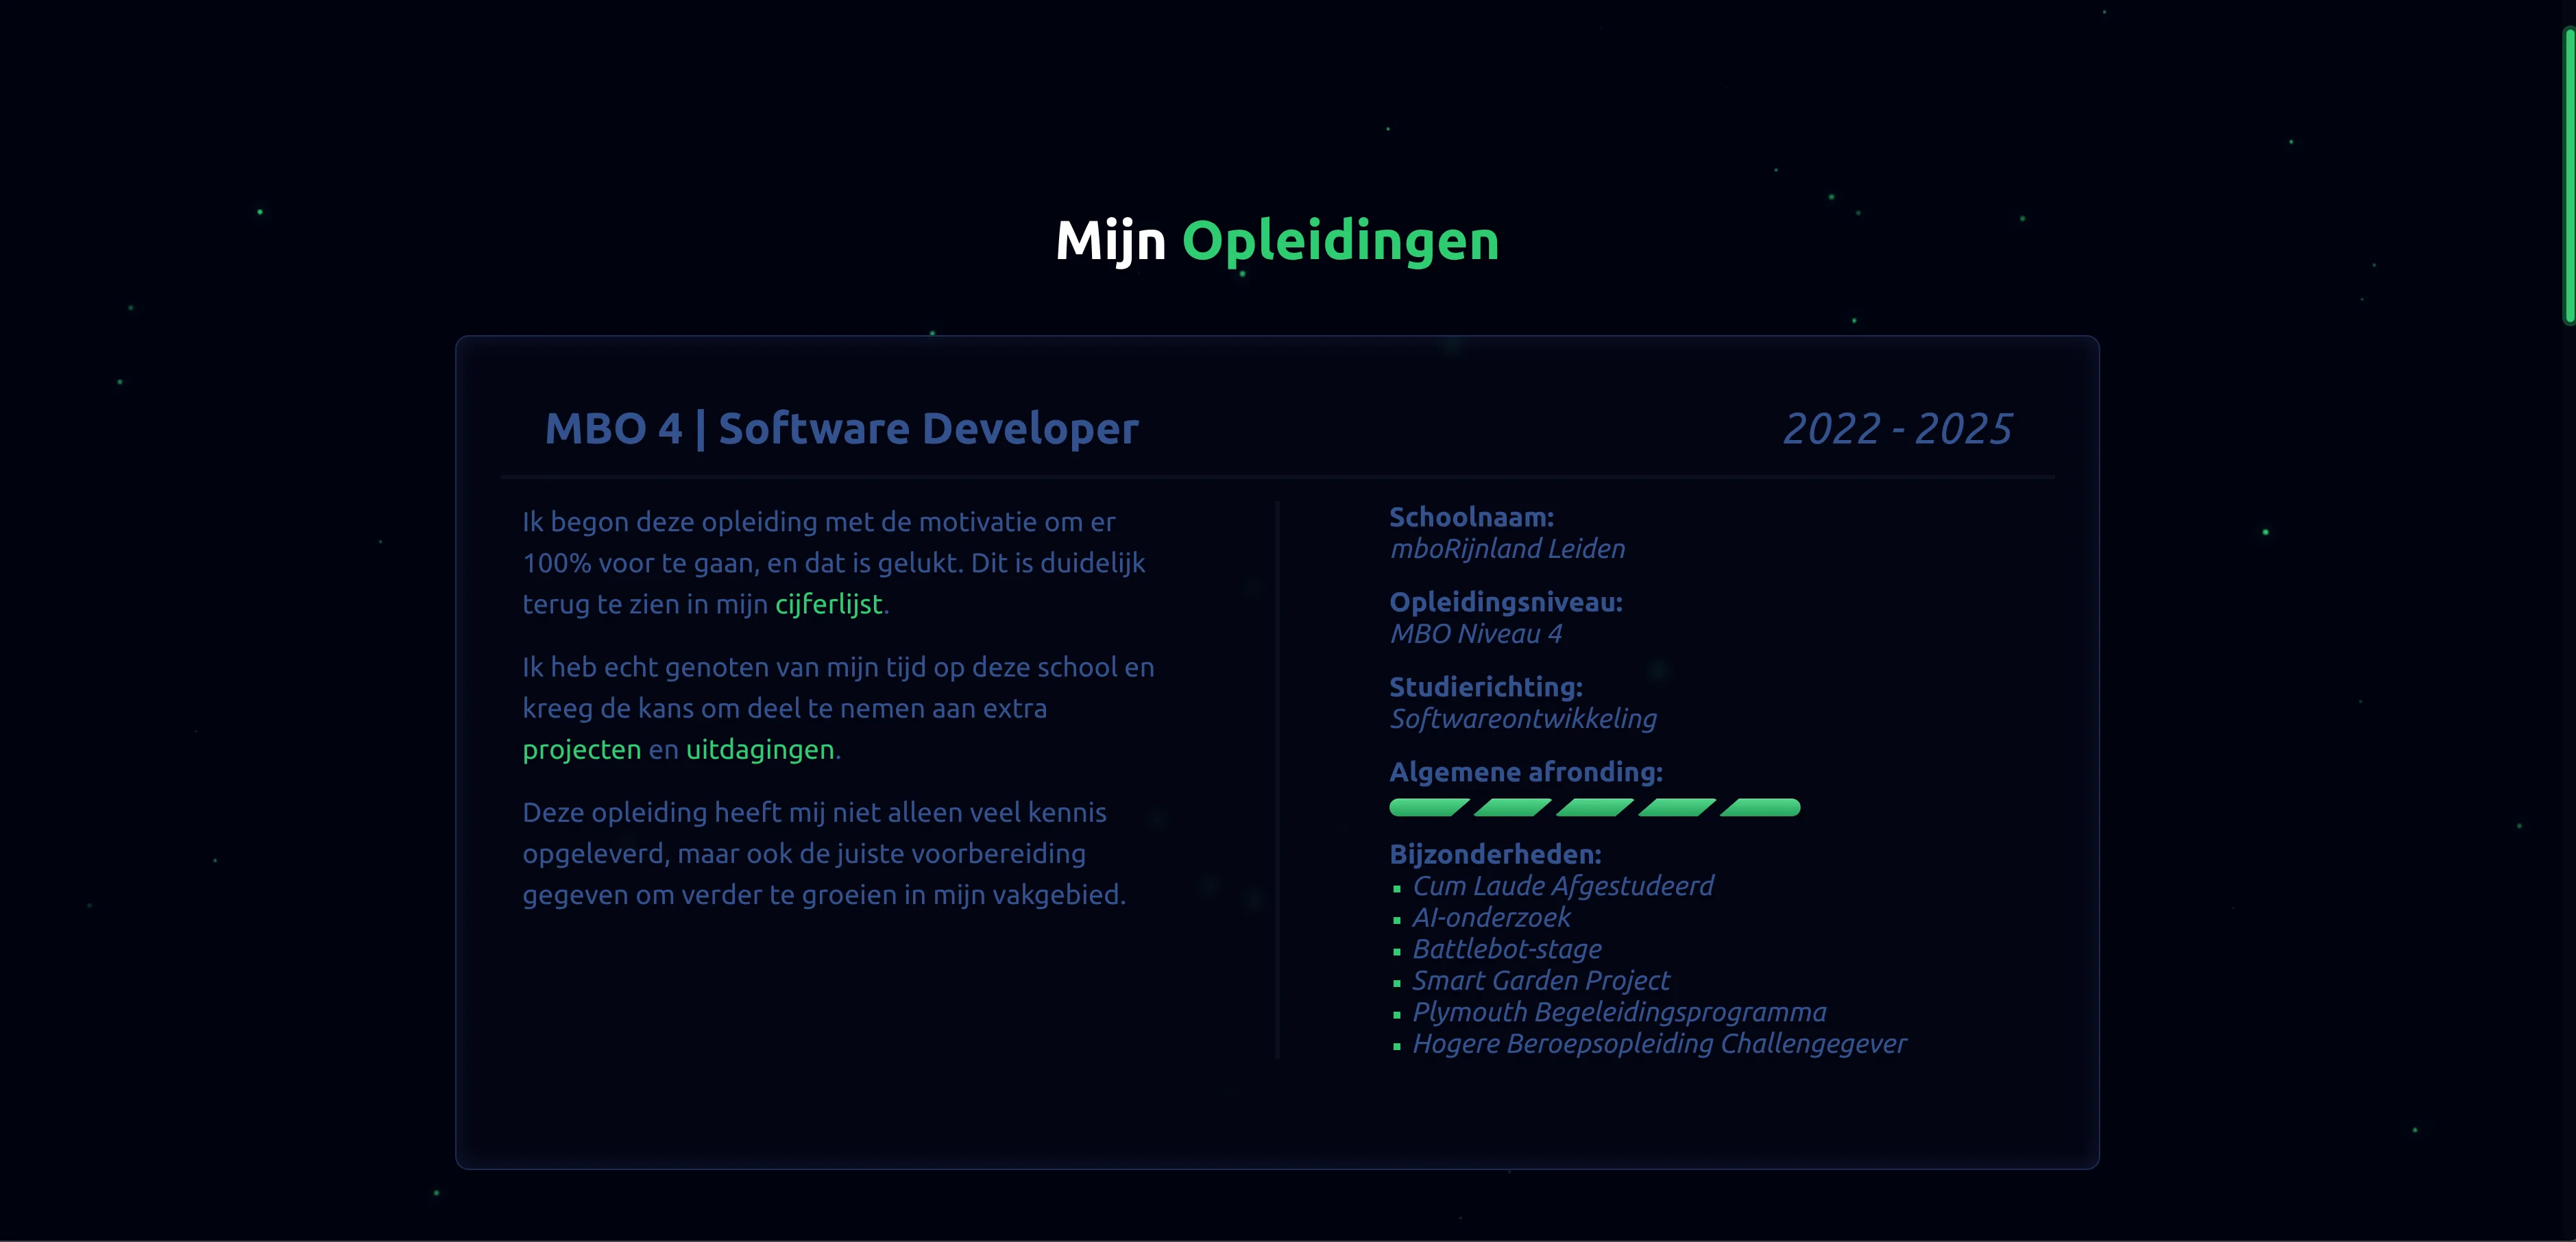 Mijn Opleidingen
MBO 4 | Software Developer
2022 - 2025
Ik begon deze opleiding met de motivatie om er
100% voor te gaan, en dat is gelukt. Dit is duidelijk
terug te zien in mijn cijferlijst.
Ik heb echt genoten van mijn tijd op deze school en
kreeg de kans om deel te nemen aan extra
projecten en uitdagingen.
Deze opleiding heeft mij niet alleen veel kennis
opgeleverd, maar ook de juiste voorbereiding
gegeven om verder te groeien in mijn vakgebied.
Schoolnaam:
mboRijnland Leiden
Opleidingsniveau:
MBO Niveau 4
Studierichting:
Softwareontwikkeling
Algemene afronding:
Bijzonderheden:
Cum Laude Afgestudeerd
AI-onderzoek
Battlebot-stage
Smart Garden Project
Plymouth Begeleidingsprogramma
Hogere Beroepsopleiding Challengegever